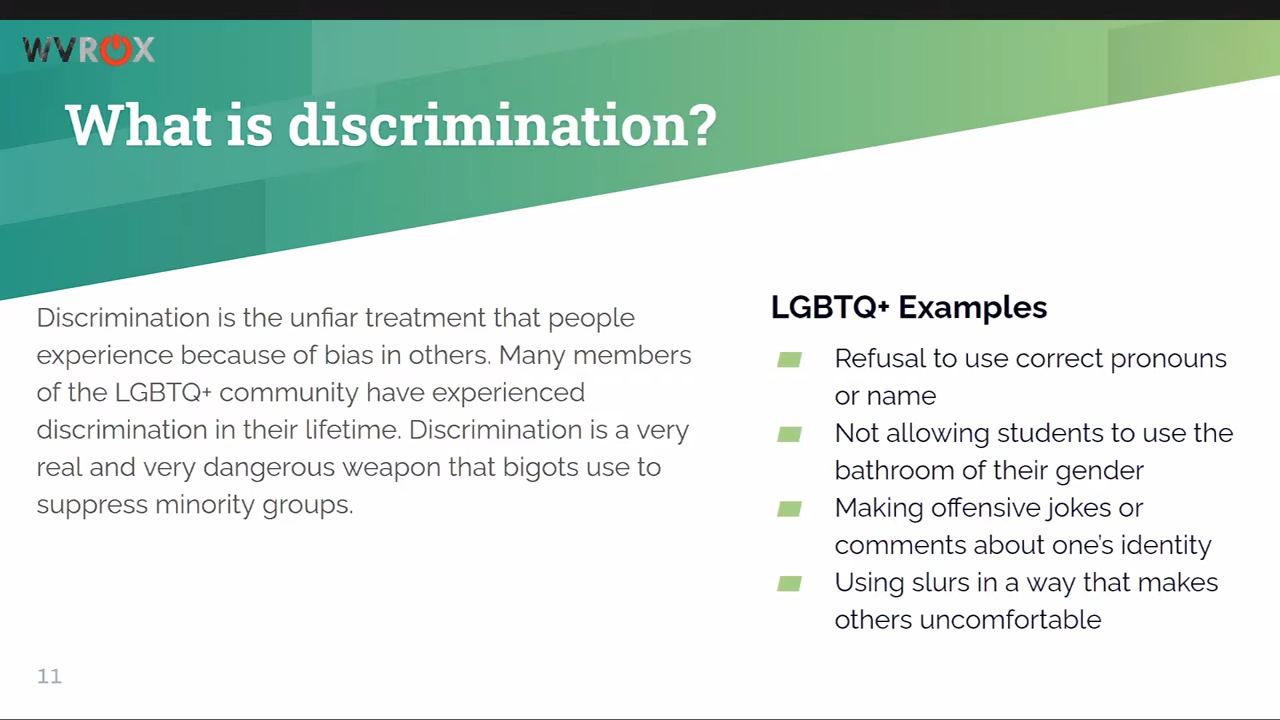 WVROX
What is discrimination?
Discrimination is the unfiar treatment that people
experience because of bias in others. Many members
of the LGBTQ+ community have experienced
discrimination in their lifetime. Discrimination is a very
real and very dangerous weapon that bigots use to
suppress minority groups.
LGBTQ+ Examples
Refusal to use correct pronouns
or name
Not allowing students to use the
bathroom of their gender
Making offensive jokes or
comments about one’s identity
Using slurs in a way that makes
others uncomfortable
11